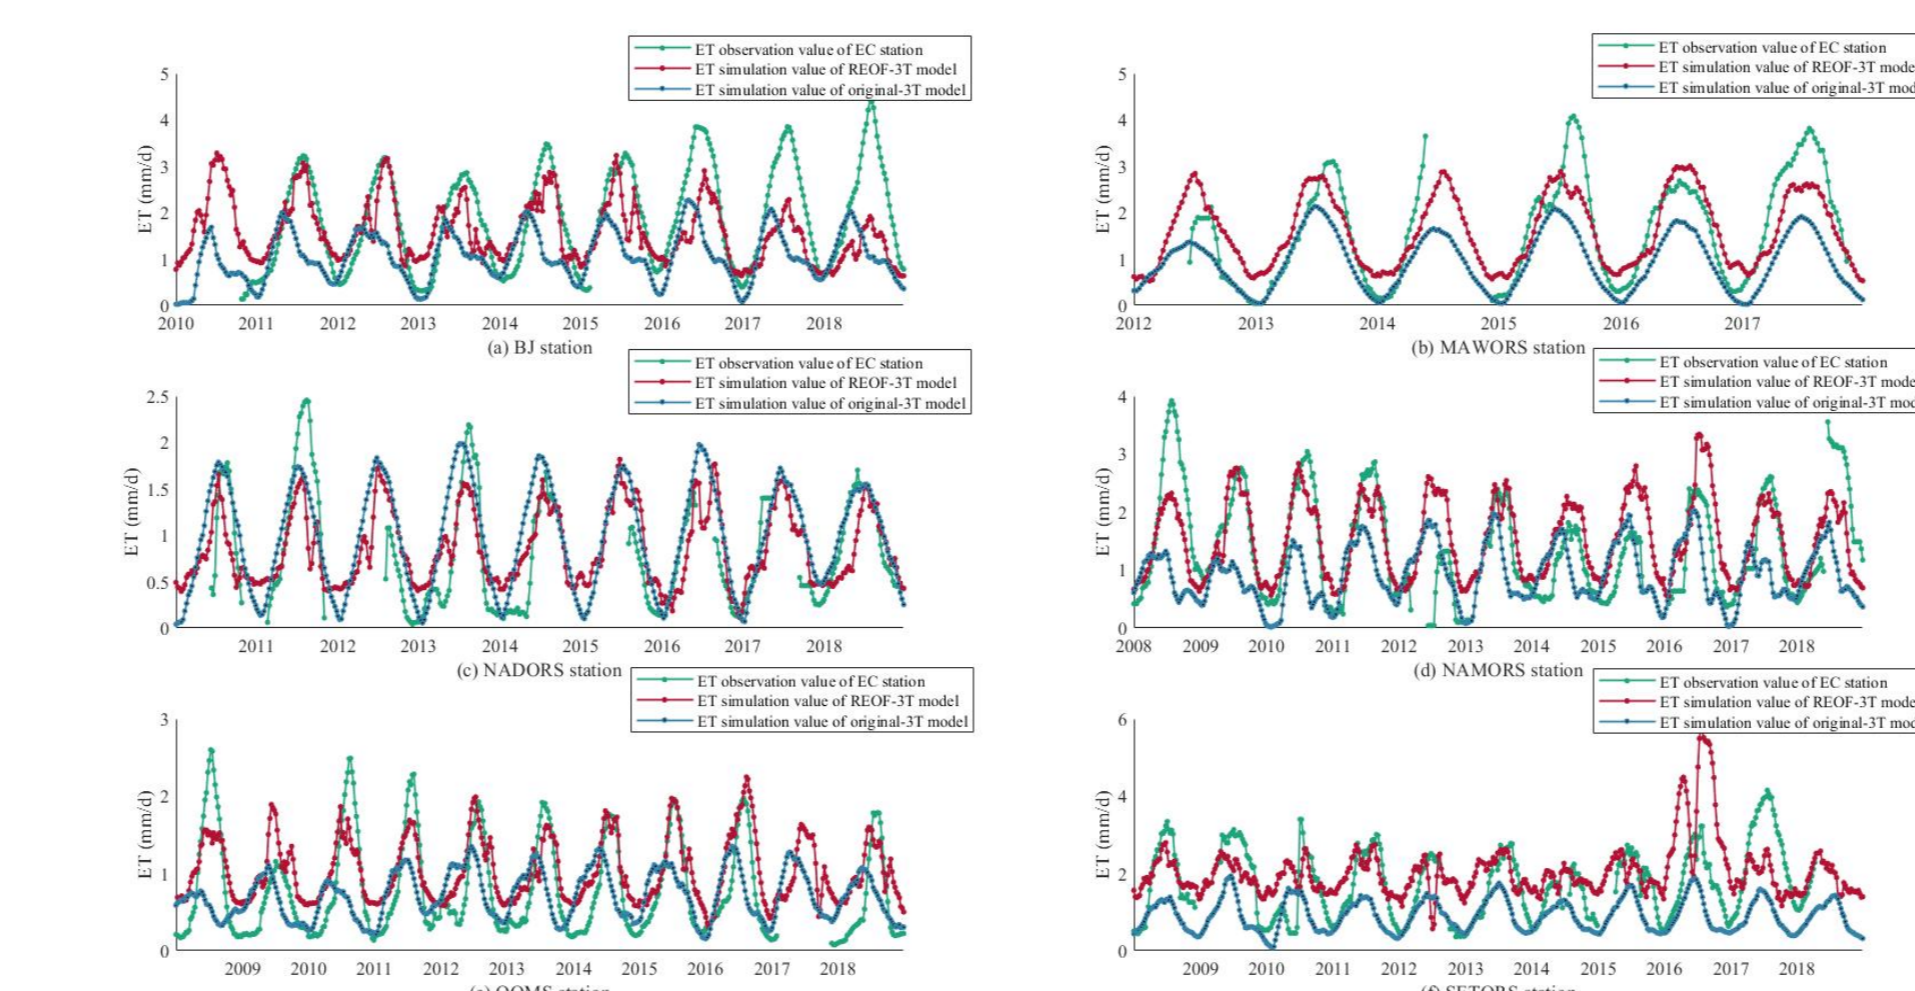 ET observation value of EC station
ET simulation value of REOF-3T model
ET simulation value of original-3T model
5
4
3
2
1
0
ET (mm/d)
2010 2011 2012 2013 2014 2015 2016 2017 2018
(a) BJ station
ET observation value of EC station
ET simulation value of REOF-3T mode
ET simulation value of original-3T mod
5
4
3
2
1
0
ET (mm/d)
2012 2013 2014 2015 2016 2017
(b) MAWORS station
ET observation value of EC station
ET simulation value of REOF-3T model
ET simulation value of original-3T model
2.5
2
1.5
1
0.5
0
ET (mm/d)
2011 2012 2013 2014 2015 2016 2017 2018
(c) NADORS station
ET observation value of EC station
ET simulation value of REOF-3T mode
ET simulation value of original-3T mod
4
3
2
1
0
ET (mm/d)
2008 2009 2010 2011 2012 2013 2014 2015 2016 2017 2018
(d) NAMORS station
ET observation value of EC station
ET simulation value of REOF-3T model
ET simulation value of original-3T model
3
2
1
0
ET (mm/d)
2009 2010 2011 2012 2013 2014 2015 2016 2017 2018
ET observation value of EC station
ET simulation value of REOF-3T mode
ET simulation value of original-3T mod
6
4
2
0
ET (mm/d)
2009 2010 2011 2012 2013 2014 2015 2016 2017 2018
(f) SETORS station